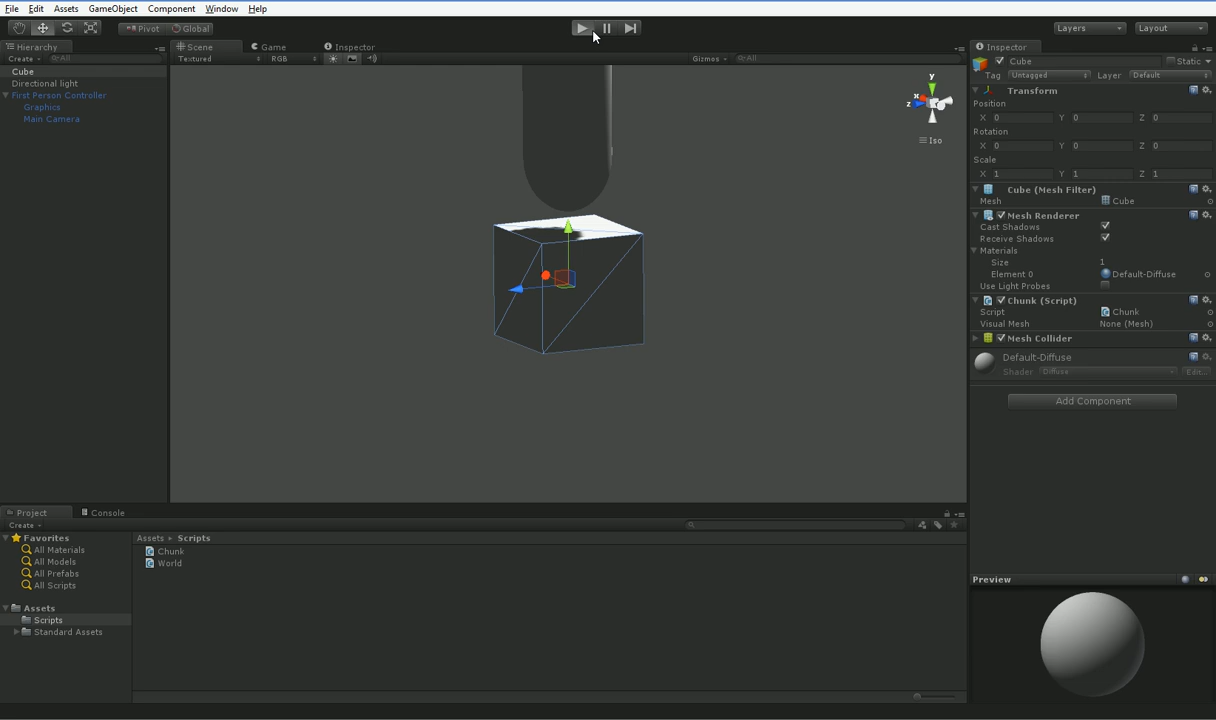 File Edit Assets GameObject Component Window Help
Pivot Global Layers Layout
Hierarchy Scene Game Inspector Inspector
Create All Textured RGB Gizmos All Cube Static
Cube
Tag Untagged Layer Default
Directional light
First Person Controller Transform
Graphics Position
Main Camera X 0 Y 0 Z 0
Rotation
X 0 Y 0 Z 0
Scale
X 1 Y 1 Z 1
y
x
z
Iso
Cube (Mesh Filter)
Mesh Cube
Mesh Renderer
Cast Shadows
Receive Shadows
Materials
Size 1
Element 0 Default-Diffuse
Use Light Probes
Chunk (Script)
Script Chunk
Visual Mesh None (Mesh)
Mesh Collider
Default-Diffuse
Shader Diffuse Edit...
Add Component
Project Console
Create
Favorites
All Materials
All Models
All Prefabs
All Scripts
Assets
Scripts
Standard Assets
Assets Scripts
Chunk
World
Preview